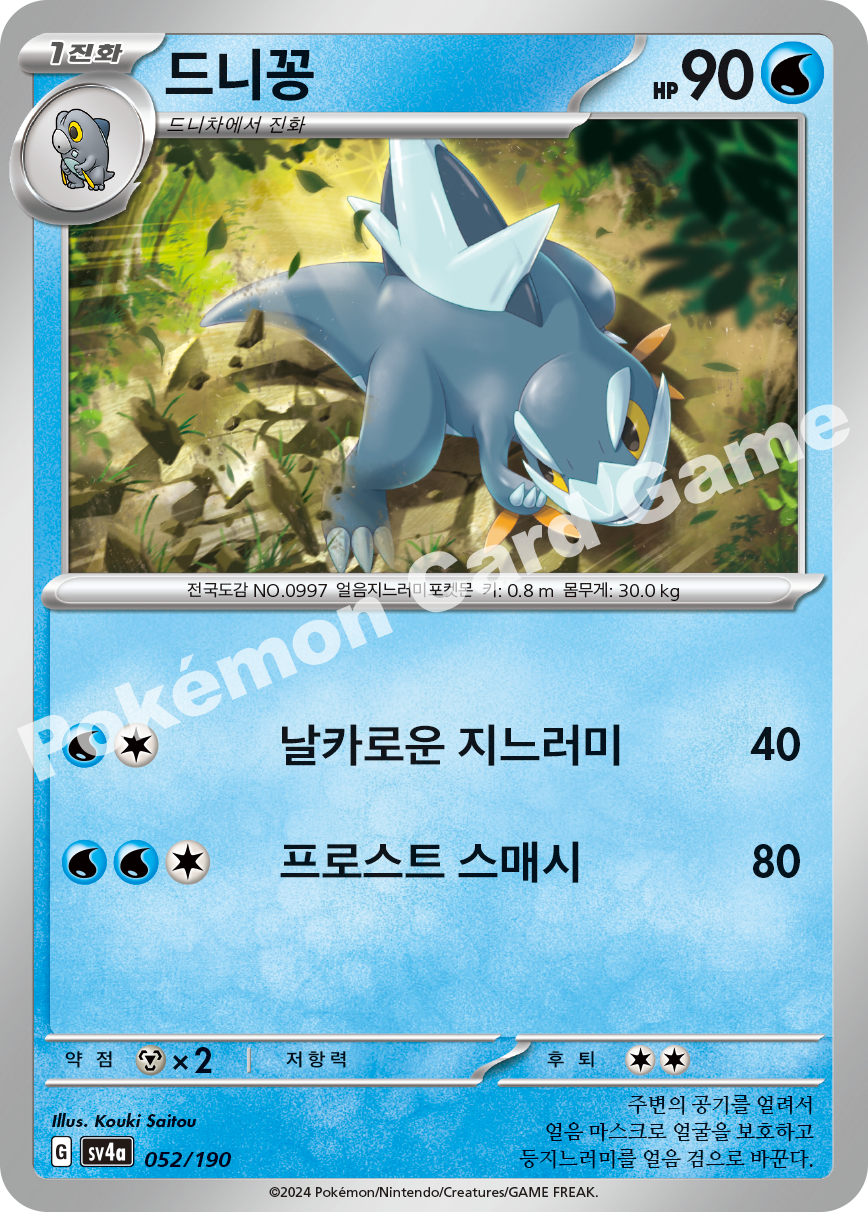 1진화
드니꽁
HP 90
드니차에서 진화
전국도감 NO.0997 얼음지느러미포켓몬 키: 0.8 m 몸무게: 30.0 kg
Pokémon Card Game
날카로운 지느러미 40
프로스트 스매시 80
약점 ×2 저항력 후퇴
Illus. Kouki Saitou
주변의 공기를 얼려서
얼음 마스크로 얼굴을 보호하고
등지느러미를 얼음 검으로 바꾼다.
G sv4a 052/190
©2024 Pokémon/Nintendo/Creatures/GAME FREAK.